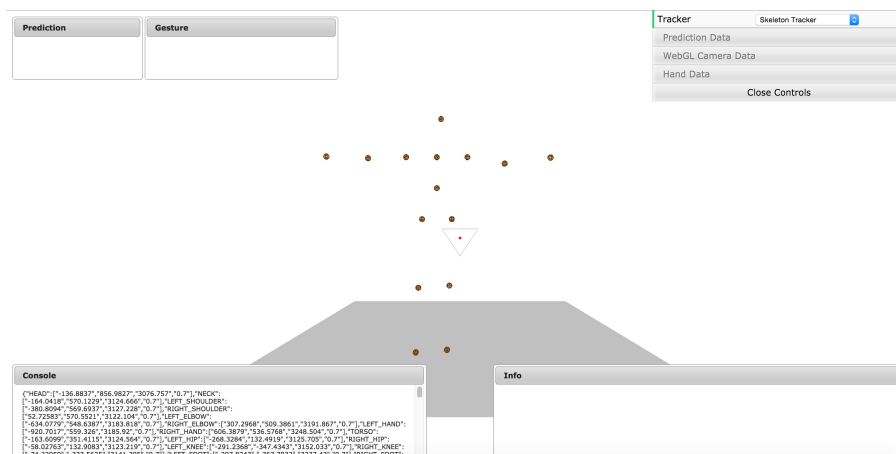 Prediction
Gesture
Tracker
Skeleton Tracker
Prediction Data
WebGL Camera Data
Hand Data
Close Controls
Console
{"HEAD":["-136.8837","856.9827","3076.757","0.7"],"NECK":
["-164.0418","570.1229","3124.666","0.7"],"LEFT_SHOULDER":
["-380.8094","569.6937","3127.228","0.7"],"RIGHT_SHOULDER":
["52.72583","570.5521","3122.104","0.7"],"LEFT_ELBOW":
["-634.0779","548.6387","3183.818","0.7"],"RIGHT_ELBOW":["307.2968","509.3861","3191.867","0.7"],"LEFT_HAND":
["-920.7017","559.326","3185.92","0.7"],"RIGHT_HAND":["606.3879","536.5768","3248.504","0.7"],"TORSO":
["-163.6099","351.4115","3124.564","0.7"],"LEFT_HIP":["-268.3284","132.4919","3125.705","0.7"],"RIGHT_HIP":
["-58.02763","132.9083","3123.219","0.7"],"LEFT_KNEE":["-291.2368","-347.4343","3152.033","0.7"],"RIGHT_KNEE":
Info